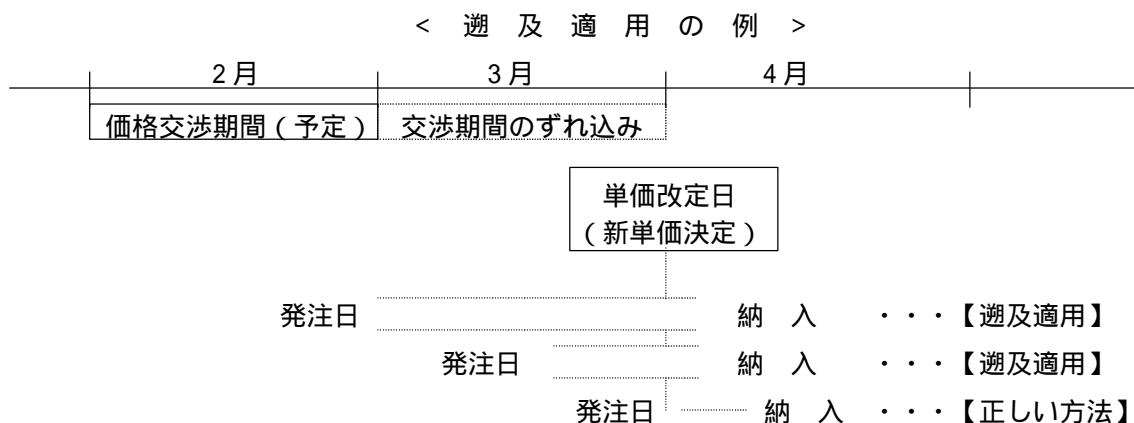 < 遡 及 適 用 の 例 >
2月 3月 4月
価格交渉期間(予定) 交渉期間のずれ込み
単価改定日
(新単価決定)
発注日 納 入 ・・・【遡及適用】
発注日 納 入 ・・・【遡及適用】
発注日 納 入 ・・・【正しい方法】